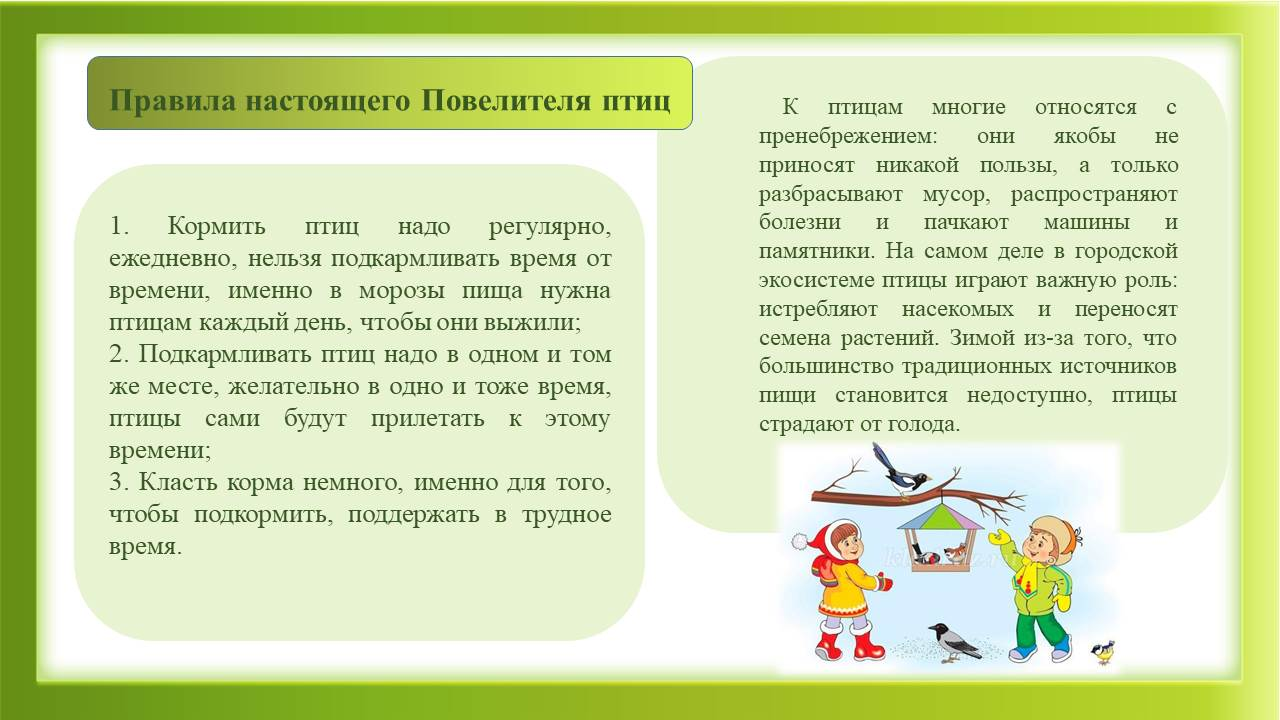 Правила настоящего Повелителя птиц
1. Кормить птиц надо регулярно,
ежедневно, нельзя подкармливать время от
времени, именно в морозы пища нужна
птицам каждый день, чтобы они выжили;
2. Подкармливать птиц надо в одном и том
же месте, желательно в одно и тоже время,
птицы сами будут прилетать к этому
времени;
3. Класть корма немного, именно для того,
чтобы подкормить, поддержать в трудное
время.
К птицам многие относятся с
пренебрежением: они якобы не
приносят никакой пользы, а только
разбрасывают мусор, распространяют
болезни и пачкают машины и
памятники. На самом деле в городской
экосистеме птицы играют важную роль:
истребляют насекомых и переносят
семена растений. Зимой из-за того, что
большинство традиционных источников
пищи становится недоступно, птицы
страдают от голода.